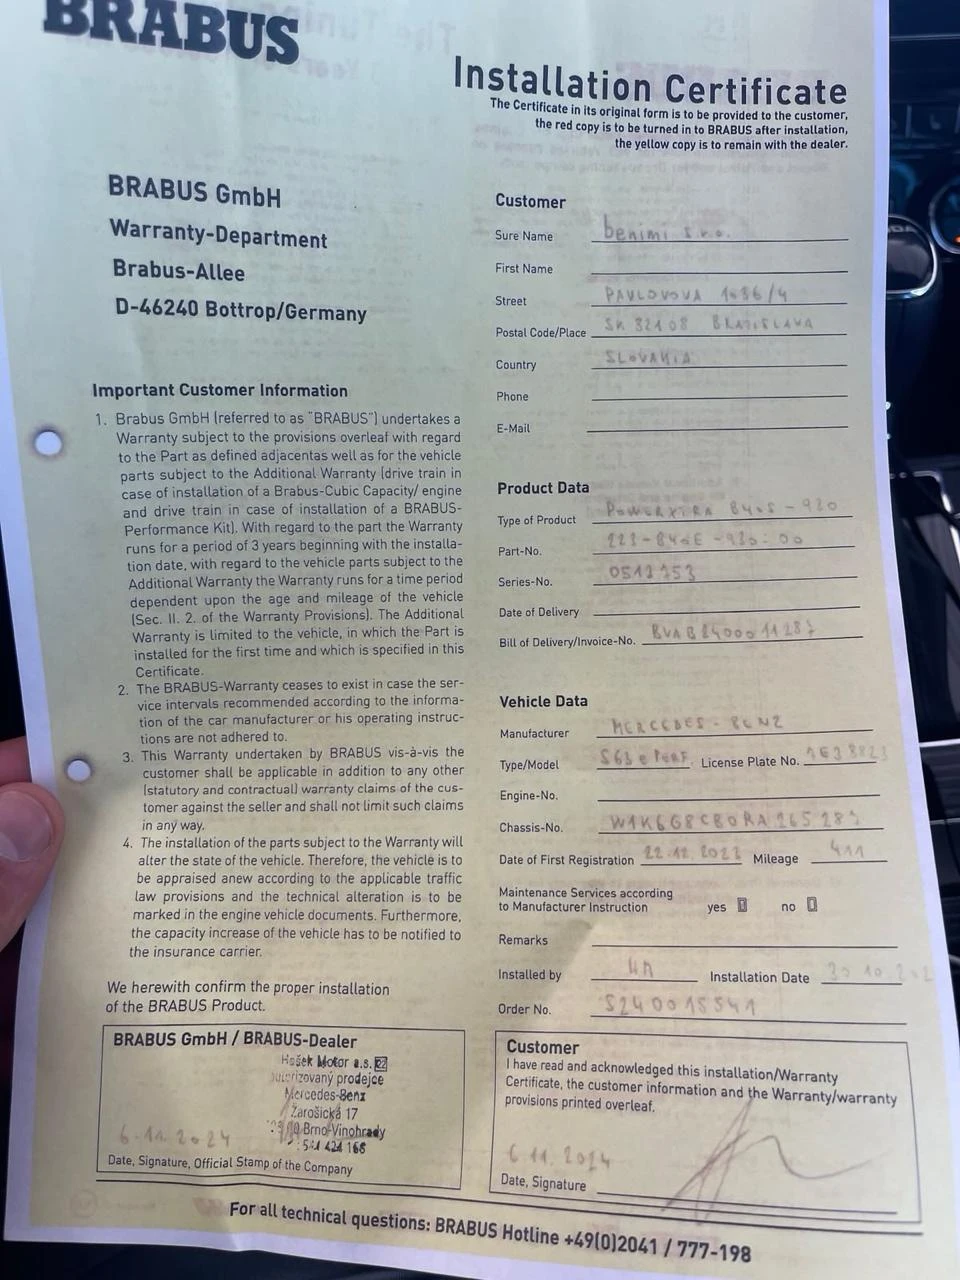 BRABUS
Installation Certificate
The Certificate in its original form is to be provided to the customer,
the red copy is to be turned in to BRABUS after installation,
the yellow copy is to remain with the dealer.
BRABUS GmbH
Warranty-Department
Brabus-Allee
D-46240 Bottrop/Germany
Important Customer Information
1. Brabus GmbH (referred to as "BRABUS") undertakes a
Warranty subject to the provisions overleaf with regard
to the Part as defined adjacentas well as for the vehicle
parts subject to the Additional Warranty (drive train in
case of installation of a Brabus-Cubic Capacity/ engine
and drive train in case of installation of a BRABUS-
Performance Kit). With regard to the part the Warranty
runs for a period of 3 years beginning with the installa-
tion date, with regard to the vehicle parts subject to the
Additional Warranty the Warranty runs for a time period
dependent upon the age and mileage of the vehicle
(Sec. II. 2. of the Warranty Provisions). The Additional
Warranty is limited to the vehicle, in which the Part is
installed for the first time and which is specified in this
Certificate.
2. The BRABUS-Warranty ceases to exist in case the ser-
vice intervals recommended according to the informa-
tion of the car manufacturer or his operating instruc-
tions are not adhered to.
3. This Warranty undertaken by BRABUS vis-à-vis the
customer shall be applicable in addition to any other
(statutory and contractual) warranty claims of the cus-
tomer against the seller and shall not limit such claims
in any way.
4. The installation of the parts subject to the Warranty will
alter the state of the vehicle. Therefore, the vehicle is to
be appraised anew according to the applicable traffic
law provisions and the technical alteration is to be
marked in the engine vehicle documents. Furthermore,
the capacity increase of the vehicle has to be notified to
the insurance carrier.
We herewith confirm the proper installation
of the BRABUS Product.
BRABUS GmbH / BRABUS-Dealer
Hošek Motor a.s. 22
prodejce
Mercedes-Benz
Žarošická 17
Brno-Vinohrady
6.11.2024
Date, Signature, Official Stamp of the Company
Customer
Sure Name benimi s.r.o.
First Name
Street PAVLOVOVA
Postal Code/Place SK 82108 BRATISLAVA
Country SLOVAKIA
Phone
E-Mail
Product Data
Type of Product POWERXTRA B40S-930
Part-No. 223-B40E-930-00
Series-No. 0512753
Date of Delivery
Bill of Delivery/Invoice-No.
Vehicle Data
Manufacturer MERCEDES-BENZ
Type/Model S63 e PERF. License Plate No.
Engine-No.
Chassis-No.
Date of First Registration Mileage 411
Maintenance Services according
to Manufacturer Instruction yes no
Remarks
Installed by Installation Date
Order No. S240015541
Customer
I have read and acknowledged this installation/Warranty
Certificate, the customer information and the Warranty/warranty
provisions printed overleaf.
6.11.2024
Date, Signature
For all technical questions: BRABUS Hotline +49(0)2041 / 777-198